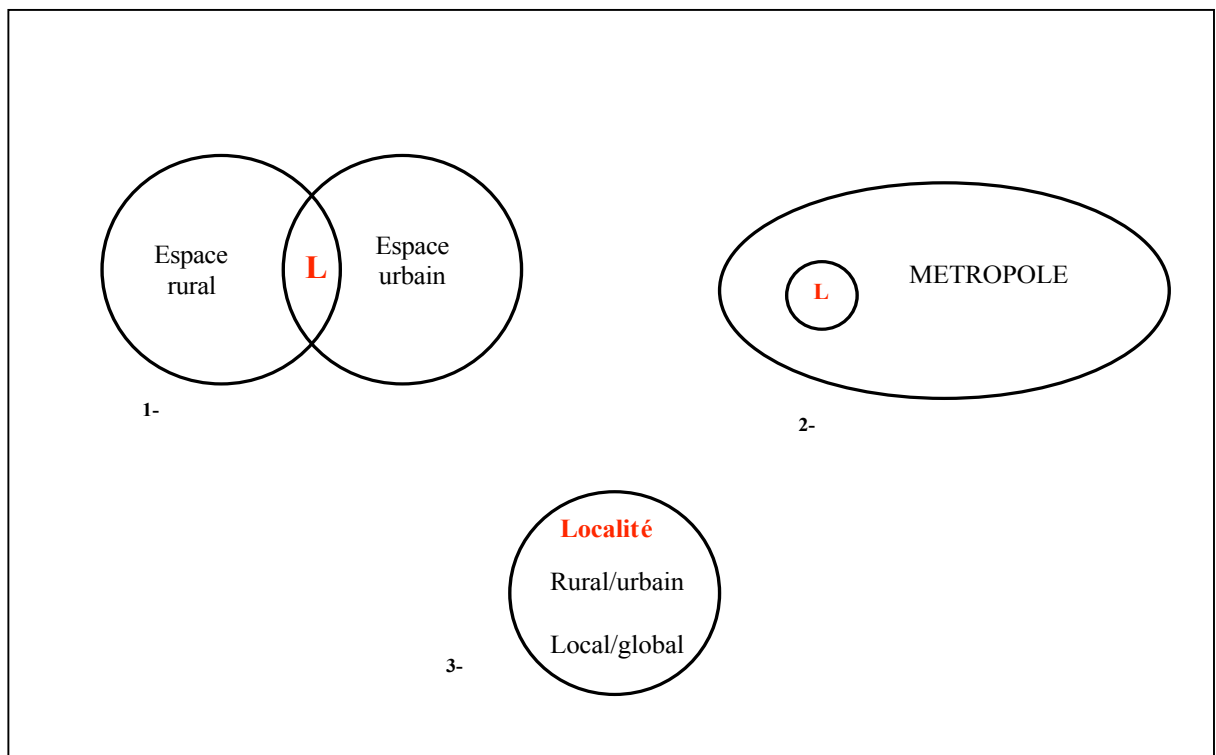 Espace
rural
L
Espace
urbain
1-
L
METROPOLE
2-
Localité
Rural/urbain
Local/global
3-